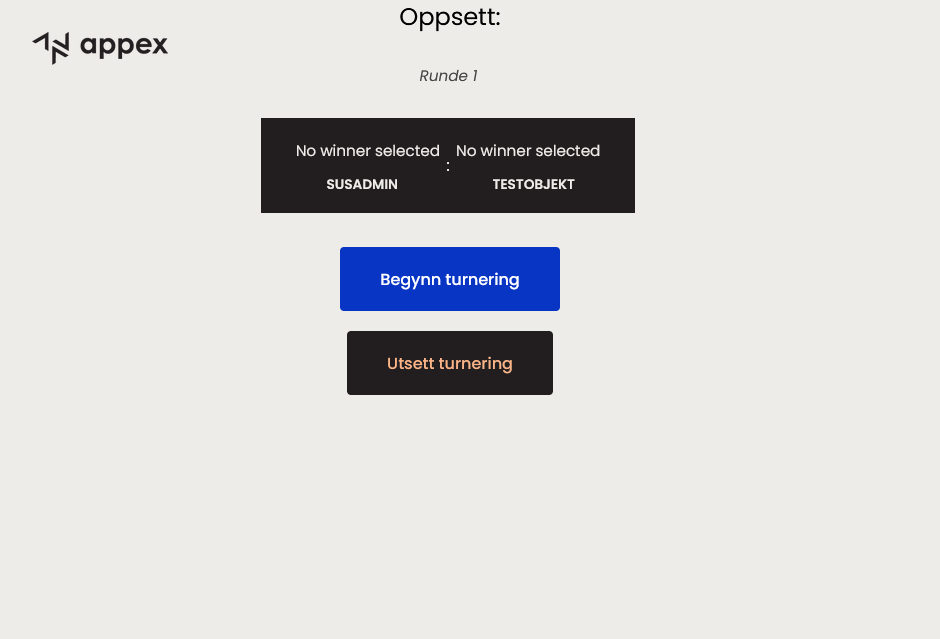 Oppsett:
appex
Runde 1
No winner selected : No winner selected
SUSADMIN TESTOBJEKT
Begynn turnering
Utsett turnering